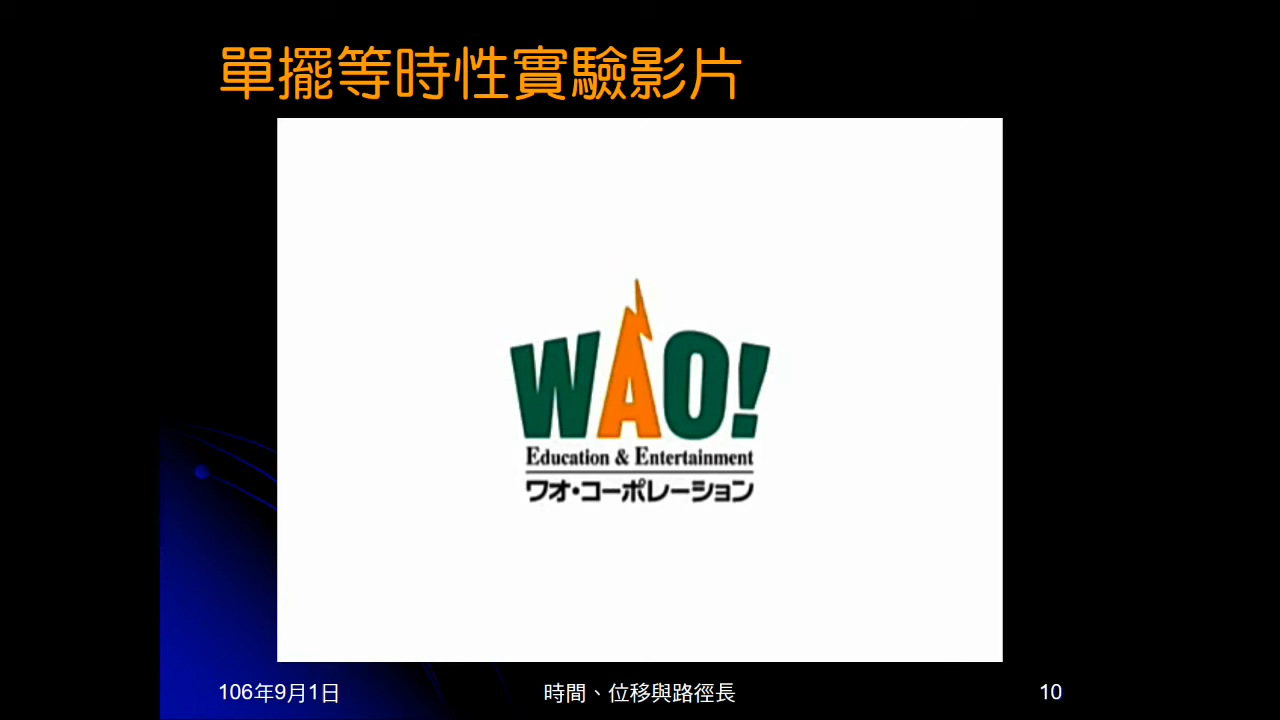 單擺等時性實驗影片
WAO!
Education & Entertainment
ワオ・コーポレーション
106年9月1日
時間、位移與路徑長
10